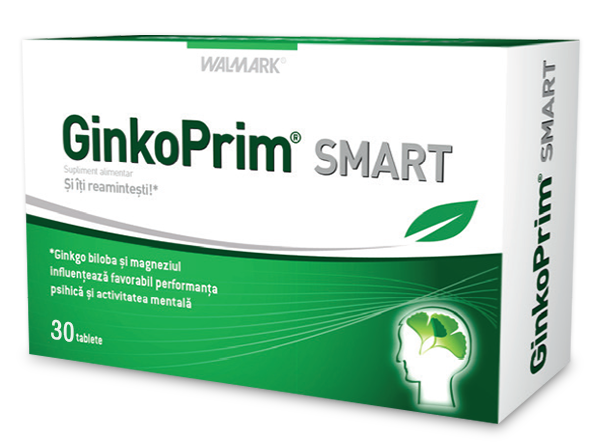 WALMARK®
GinkoPrim® SMART
Supliment alimentar
Și îți reamintești!*
*Ginkgo biloba și magneziul
influențează favorabil performanța
psihică și activitatea mentală
30 tablete
GinkoPrim® SMART